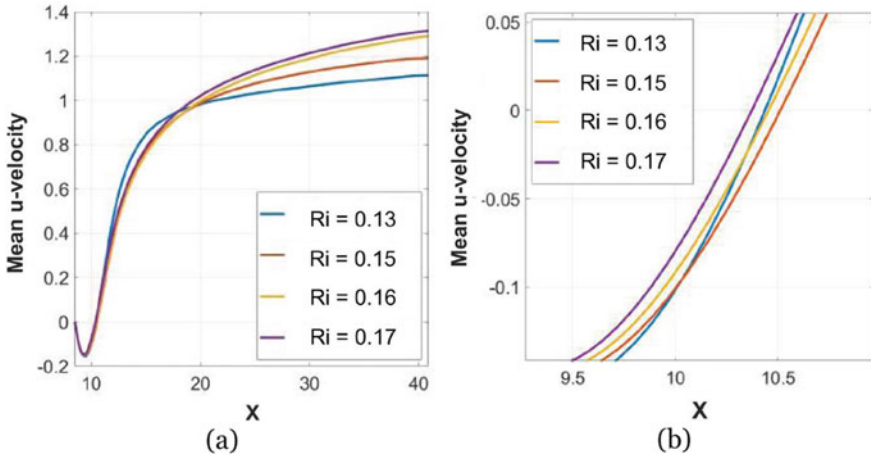 1.4
1.2
1
0.8
0.6
0.4
0.2
0
-0.2
Mean u-velocity
10
20
30
40
X
Ri = 0.13
Ri = 0.15
Ri = 0.16
Ri = 0.17
(a)
0.05
0
-0.05
-0.1
Mean u-velocity
9.5
10
10.5
X
Ri = 0.13
Ri = 0.15
Ri = 0.16
Ri = 0.17
(b)